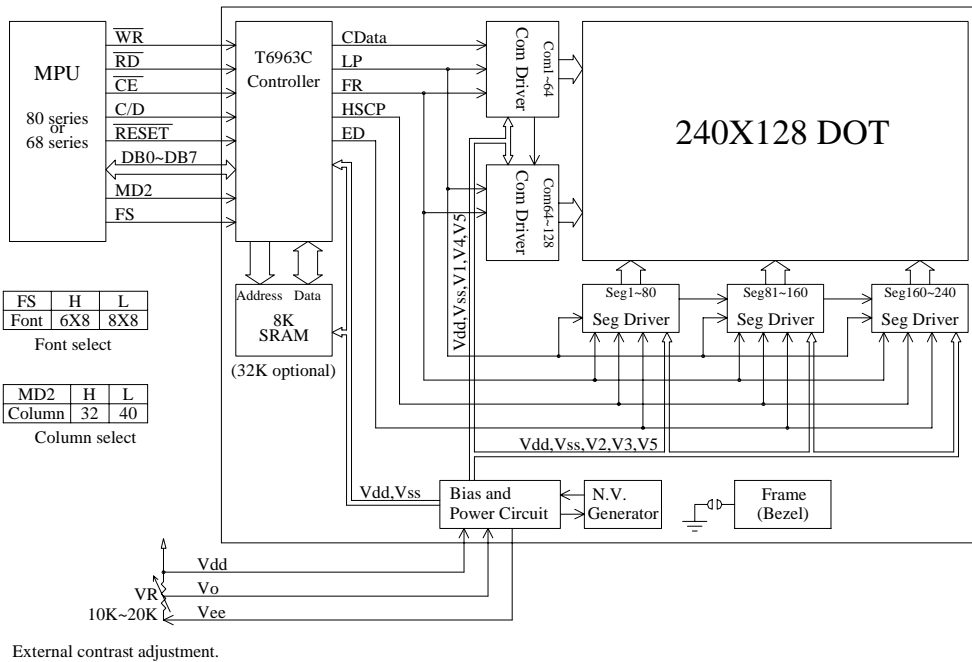 MPU
80 series
or
68 series
WR
RD
CE
C/D
RESET
DB0~DB7
MD2
FS
T6963C
Controller
CData
LP
FR
HSCP
ED
Com Driver
Com1~64
Com Driver
Com64~128
240X128 DOT
Address Data
8K
SRAM
(32K optional)
Vdd,Vss,V1,V4,V5
Seg1~80
Seg Driver
Seg81~160
Seg Driver
Seg160~240
Seg Driver
FS H L
Font 6X8 8X8
Font select
MD2 H L
Column 32 40
Column select
Vdd,Vss,V2,V3,V5
Vdd,Vss
Bias and
Power Circuit
N.V.
Generator
Frame
(Bezel)
Vdd
VR
Vo
10K~20K
Vee
External contrast adjustment.